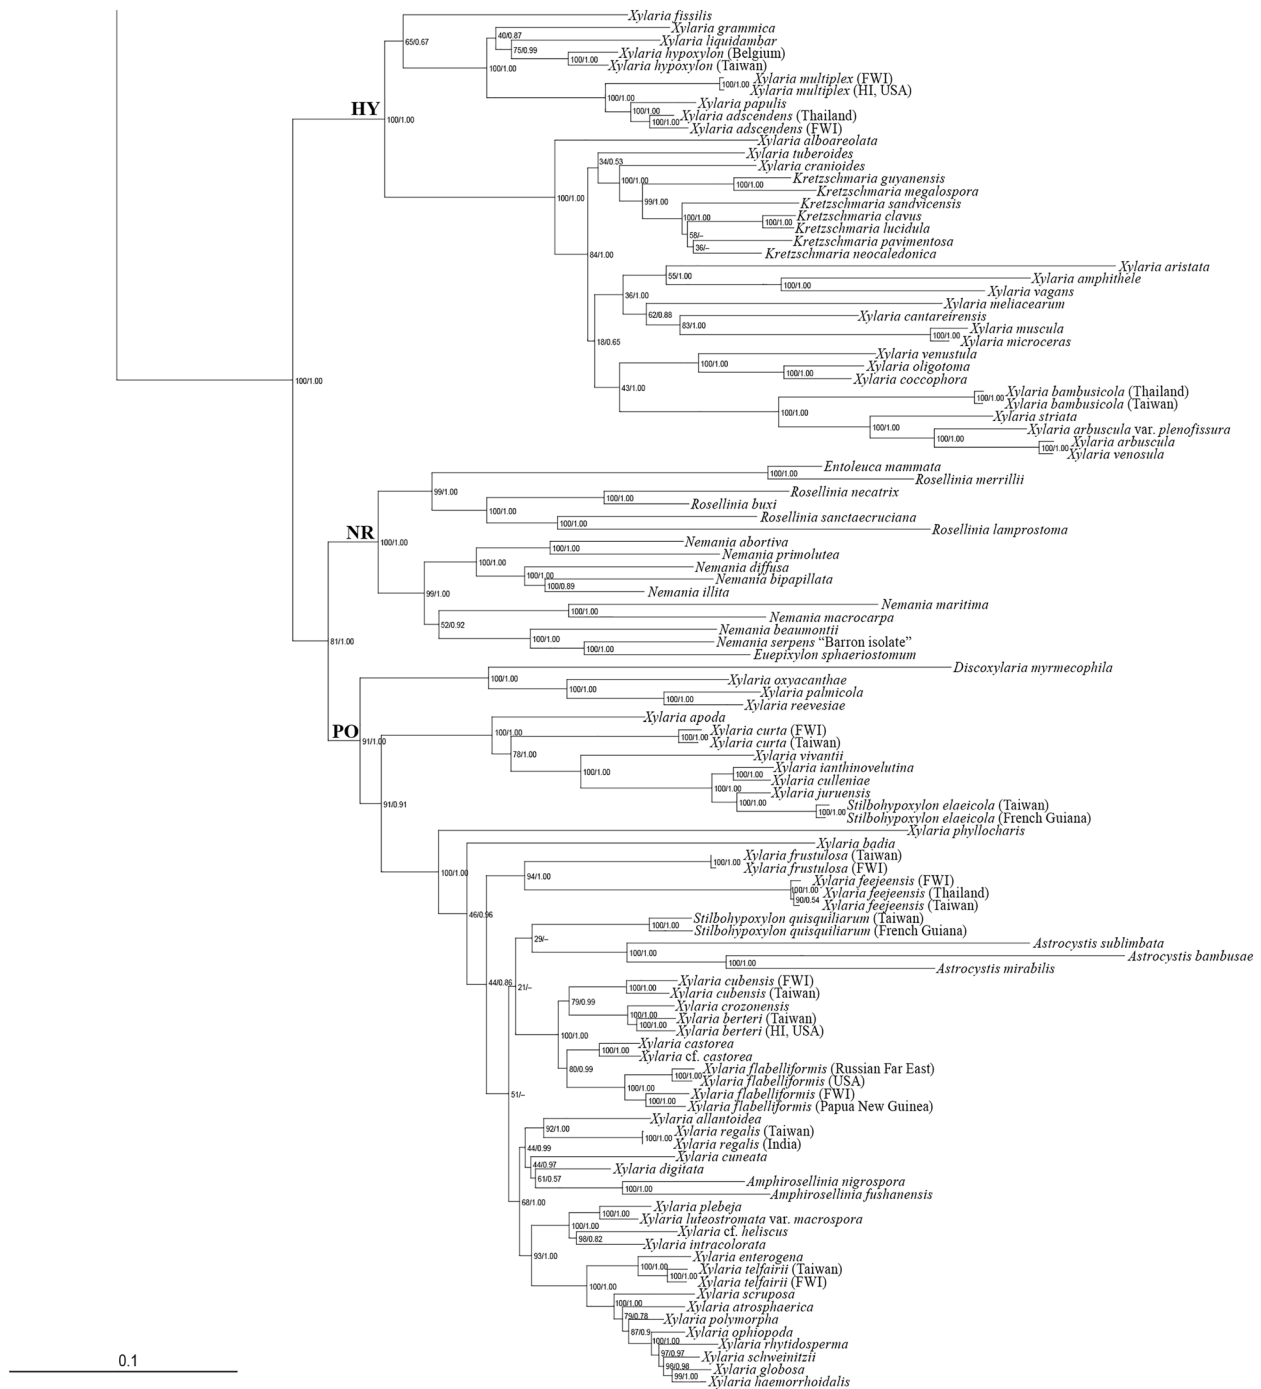 Xylaria fissilis
Xylaria grammica
40/0.87
65/0.67
Xylaria liquidambar
75/0.99
Xylaria hypoxylon (Belgium)
100/1.00
Xylaria hypoxylon (Taiwan)
100/1.00
Xylaria multiplex (FWI)
100/1.00
Xylaria multiplex (HI, USA)
100/1.00
Xylaria papulis
HY
100/1.00
Xylaria adscendens (Thailand)
100/1.00
100/1.00
Xylaria adscendens (FWI)
Xylaria alboareolata
Xylaria tuberoides
34/0.53
Xylaria cranioides
100/1.00
Kretzschmaria guyanensis
100/1.00
Kretzschmaria megalospora
100/1.00
99/1.00
Kretzschmaria sandvicensis
100/1.00
Kretzschmaria clavus
100/1.00
Kretzschmaria lucidula
58/–
Kretzschmaria pavimentosa
36/–
Kretzschmaria neocaledonica
84/1.00
Xylaria aristata
55/1.00
Xylaria amphithele
100/1.00
Xylaria vagans
36/1.00
Xylaria meliacearum
62/0.88
Xylaria cantareirensis
83/1.00
Xylaria muscula
100/1.00
Xylaria microceras
18/0.65
Xylaria venustula
100/1.00
Xylaria oligotoma
100/1.00
Xylaria coccophora
100/1.00
43/1.00
Xylaria bambusicola (Thailand)
100/1.00
Xylaria bambusicola (Taiwan)
100/1.00
Xylaria striata
100/1.00
Xylaria arbuscula var. plenofissura
100/1.00
Xylaria arbuscula
100/1.00
Xylaria venosula
Entoleuca mammata
100/1.00
Rosellinia merrillii
99/1.00
Rosellinia necatrix
100/1.00
Rosellinia buxi
100/1.00
Rosellinia sanctaecruciana
100/1.00
Rosellinia lamprostoma
NR
100/1.00
Nemania abortiva
100/1.00
Nemania primolutea
100/1.00
Nemania diffusa
100/1.00
Nemania bipapillata
100/0.89
Nemania illita
99/1.00
Nemania maritima
100/1.00
Nemania macrocarpa
52/0.92
Nemania beaumontii
100/1.00
Nemania serpens “Barron isolate”
100/1.00
Euepixylon sphaeriostomum
81/1.00
Discoxylaria myrmecophila
100/1.00
Xylaria oxyacanthae
100/1.00
Xylaria palmicola
100/1.00
Xylaria reevesiae
Xylaria apoda
PO
91/1.00
100/1.00
Xylaria curta (FWI)
100/1.00
Xylaria curta (Taiwan)
78/1.00
Xylaria vivantii
100/1.00
Xylaria ianthinovelutina
100/1.00
Xylaria culleniae
100/1.00
Xylaria juruensis
100/1.00
Stilbohypoxylon elaeicola (Taiwan)
100/1.00
Stilbohypoxylon elaeicola (French Guiana)
91/0.91
Xylaria phyllocharis
Xylaria badia
Xylaria frustulosa (Taiwan)
100/1.00
Xylaria frustulosa (FWI)
100/1.00
94/1.00
Xylaria feejeensis (FWI)
100/1.00
Xylaria feejeensis (Thailand)
90/0.54
Xylaria feejeensis (Taiwan)
46/0.96
Stilbohypoxylon quisquiliarum (Taiwan)
100/1.00
Stilbohypoxylon quisquiliarum (French Guiana)
29/–
Astrocystis sublimbata
100/1.00
Astrocystis bambusae
100/1.00
Astrocystis mirabilis
44/0.86
21/–
Xylaria cubensis (FWI)
100/1.00
Xylaria cubensis (Taiwan)
79/0.99
Xylaria crozonensis
100/1.00
Xylaria berteri (Taiwan)
100/1.00
Xylaria berteri (HI, USA)
100/1.00
Xylaria castorea
100/1.00
Xylaria cf. castorea
80/0.99
Xylaria flabelliformis (Russian Far East)
100/1.00
Xylaria flabelliformis (USA)
100/1.00
Xylaria flabelliformis (FWI)
100/1.00
Xylaria flabelliformis (Papua New Guinea)
51/–
Xylaria allantoidea
92/1.00
Xylaria regalis (Taiwan)
100/1.00
Xylaria regalis (India)
44/0.99
Xylaria cuneata
44/0.97
Xylaria digitata
61/0.57
Amphirosellinia nigrospora
100/1.00
Amphirosellinia fushanensis
68/1.00
Xylaria plebeja
100/1.00
Xylaria luteostromata var. macrospora
100/1.00
Xylaria cf. heliscus
98/0.82
Xylaria intracolorata
93/1.00
Xylaria enterogena
100/1.00
Xylaria telfairii (Taiwan)
100/1.00
Xylaria telfairii (FWI)
100/1.00
Xylaria scruposa
100/1.00
Xylaria atrosphaerica
79/0.78
Xylaria polymorpha
87/0.9
Xylaria ophiopoda
100/1.00
Xylaria rhytidosperma
97/0.97
Xylaria schweinitzii
98/0.98
Xylaria globosa
99/1.00
Xylaria haemorrhoidalis
0.1